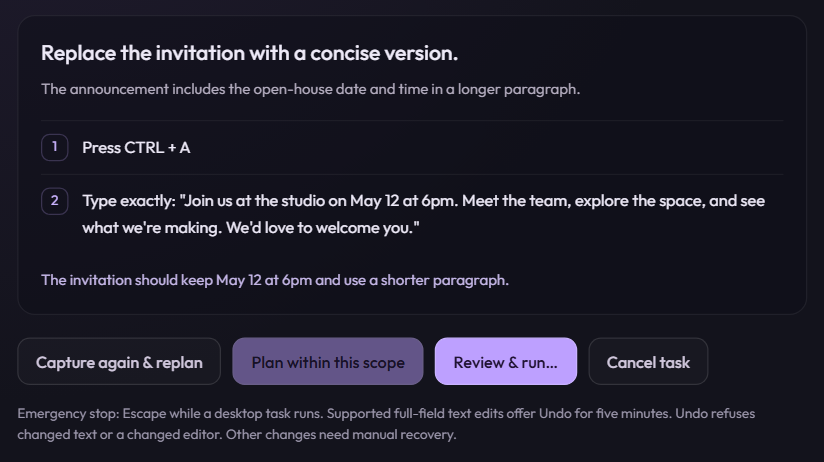 Replace the invitation with a concise version.
The announcement includes the open-house date and time in a longer paragraph.
1 Press CTRL + A
2 Type exactly: "Join us at the studio on May 12 at 6pm. Meet the team, explore the space, and see
what we're making. We'd love to welcome you."
The invitation should keep May 12 at 6pm and use a shorter paragraph.
Capture again & replan Plan within this scope Review & run... Cancel task
Emergency stop: Escape while a desktop task runs. Supported full-field text edits offer Undo for five minutes. Undo refuses
changed text or a changed editor. Other changes need manual recovery.